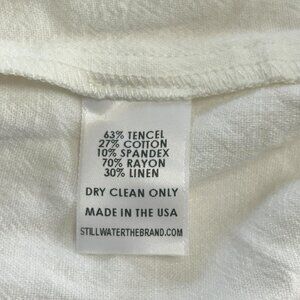 63% TENCEL
27% COTTON
10% SPANDEX
70% RAYON
30% LINEN
DRY CLEAN ONLY
MADE IN THE USA
STILLWATERTHEBRAND.COM